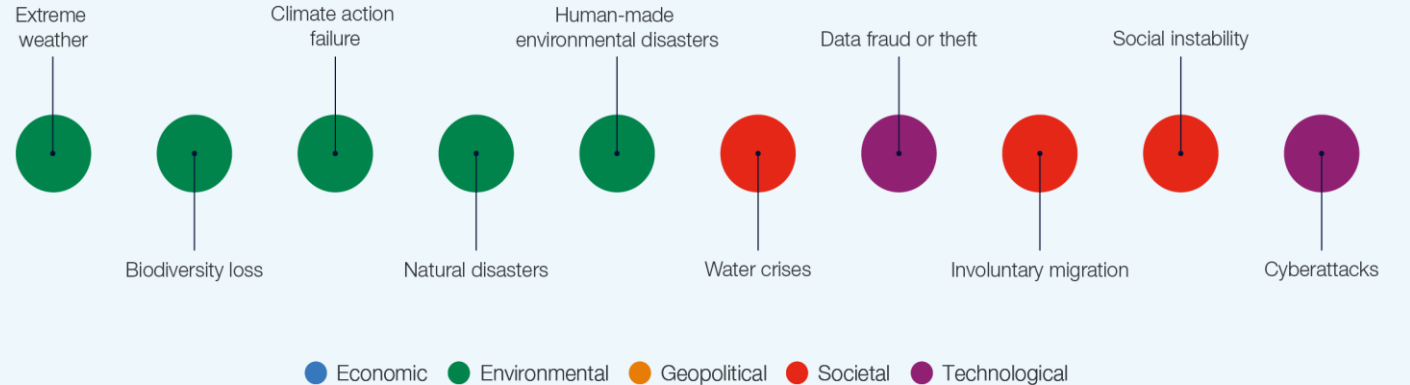 Extreme
weather
Climate action
failure
Human-made
environmental disasters
Data fraud or theft
Social instability
Biodiversity loss
Natural disasters
Water crises
Involuntary migration
Cyberattacks
Economic
Environmental
Geopolitical
Societal
Technological